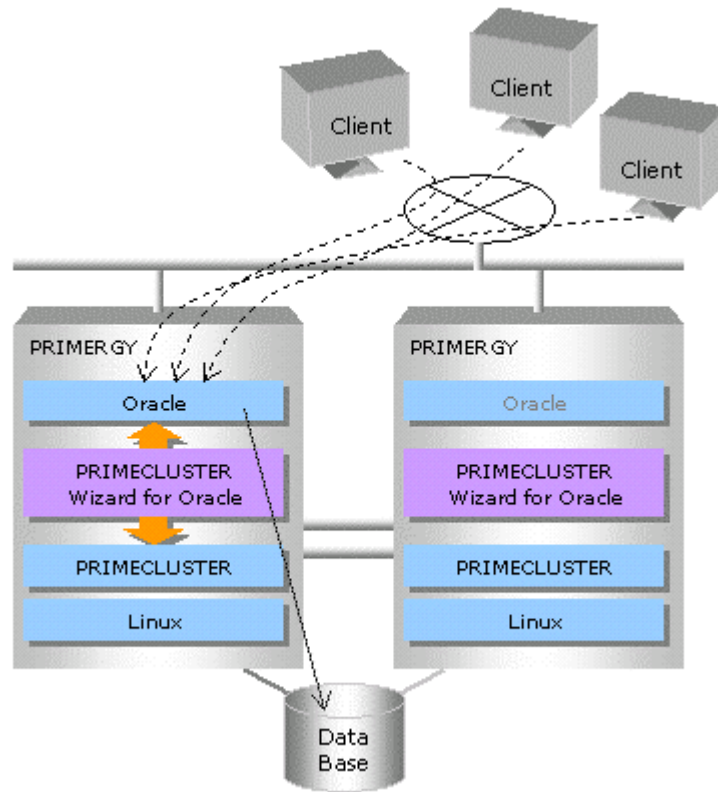 Client
Client
Client
PRIMERGY
Oracle
PRIMECLUSTER
Wizard for Oracle
PRIMECLUSTER
Linux
PRIMERGY
Oracle
PRIMECLUSTER
Wizard for Oracle
PRIMECLUSTER
Linux
Data
Base